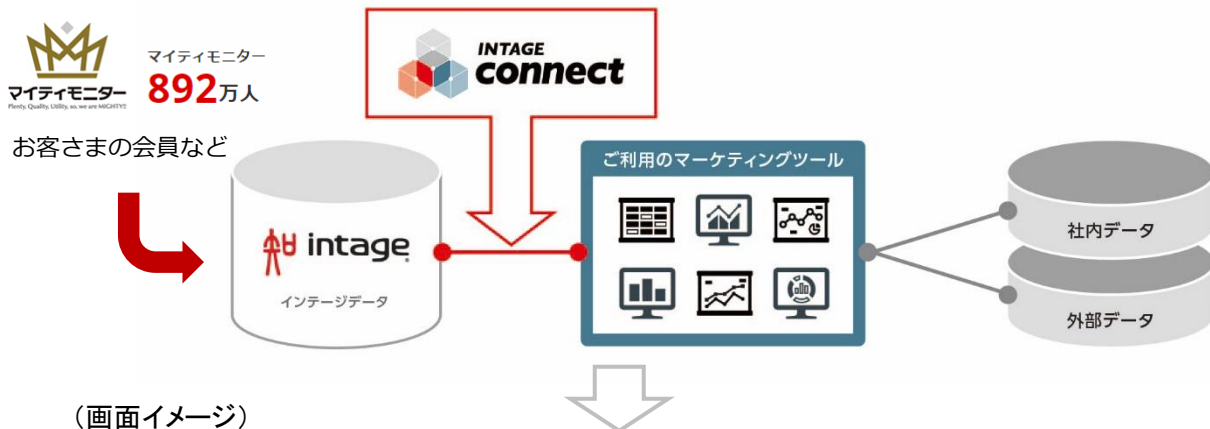 マイティモニター
Plenty, Quality, Utility, so, we are MIGHTY!!
マイティモニター
892万人
お客さまの会員など
INTAGE
connect
intage
インテージデータ
ご利用のマーケティングツール
社内データ
外部データ
（画面イメージ）